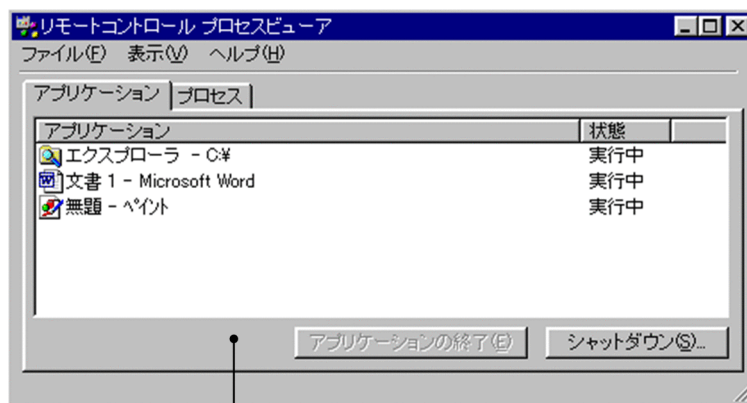 リモートコントロール プロセスビューア
ファイル(F) 表示(V) ヘルプ(H)
アプリケーション プロセス
アプリケーション 状態
エクスプローラ - C:¥ 実行中
文書 1 - Microsoft Word 実行中
無題 - ペイント 実行中
アプリケーションの終了(E) シャットダウン(S)...